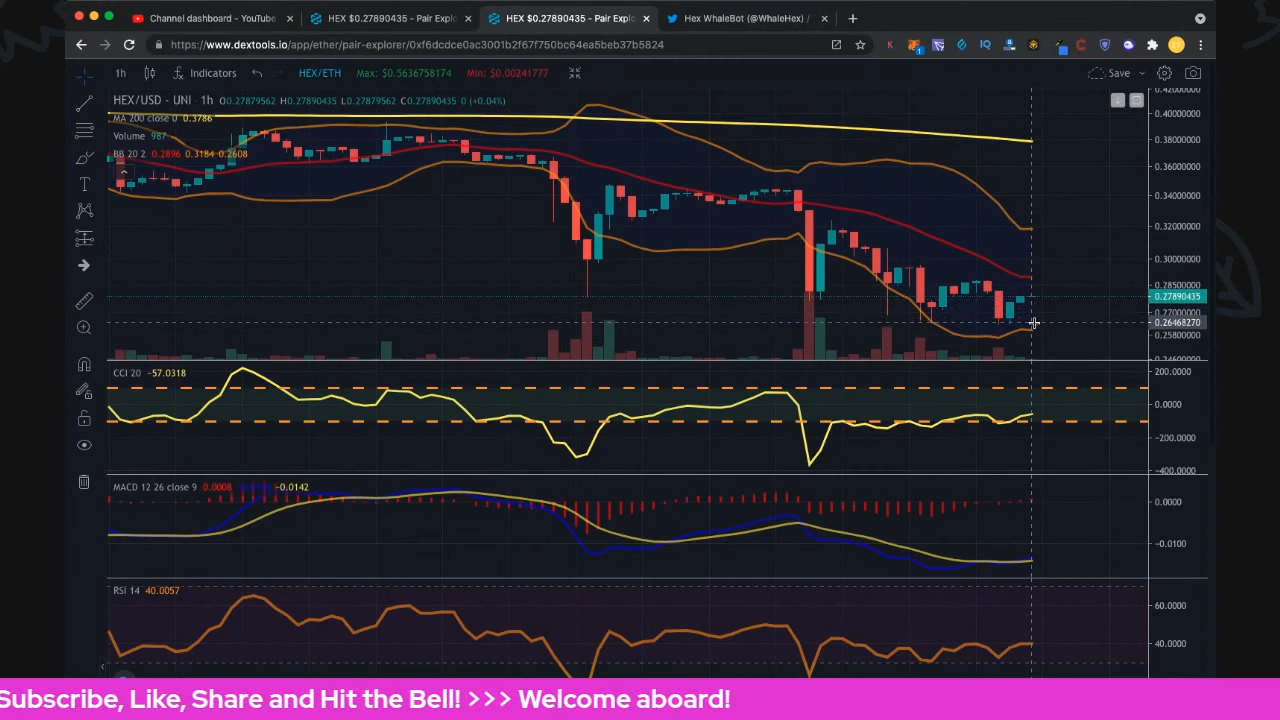 Channel dashboard - YouTube
HEX $0.27890435 - Pair Explo
HEX $0.27890435 - Pair Explo
Hex WhaleBot (@WhaleHex) /
https://www.dextools.io/app/ether/pair-explorer/0xf6dcdce0ac3001b2f67f750bc64ea5beb37b5824
1h
Indicators
HEX/ETH
Max: $0.5636758174
Min: $0.00241777
Save
HEX/USD - UNI · 1h O0.27879562 H0.27890435 L0.27879562 C0.27890435 0 (+0.04%)
MA 200 close 0 0.3786
Volume 987
BB 20 2 0.2896 0.3184 0.2608
0.42000000
0.40000000
0.38000000
0.36000000
0.34000000
0.32000000
0.30000000
0.28500000
0.27890435
0.27000000
0.26468270
0.25800000
0.24600000
CCI 20 −57.0318
200.0000
0.0000
−200.0000
−400.0000
MACD 12 26 close 9 0.0008 −0.0142
0.0000
−0.0100
RSI 14 40.0057
60.0000
40.0000
Subscribe, Like, Share and Hit the Bell! >>> Welcome aboard!